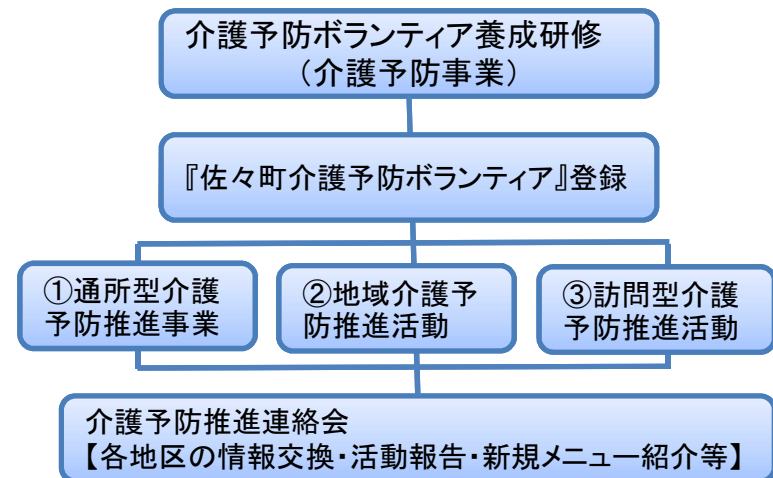 介護予防ボランティア養成研修
（介護予防事業）
『佐々町介護予防ボランティア』登録
①通所型介護
予防推進事業
②地域介護予
防推進活動
③訪問型介護
予防推進活動
介護予防推進連絡会
【各地区の情報交換・活動報告・新規メニュー紹介等】